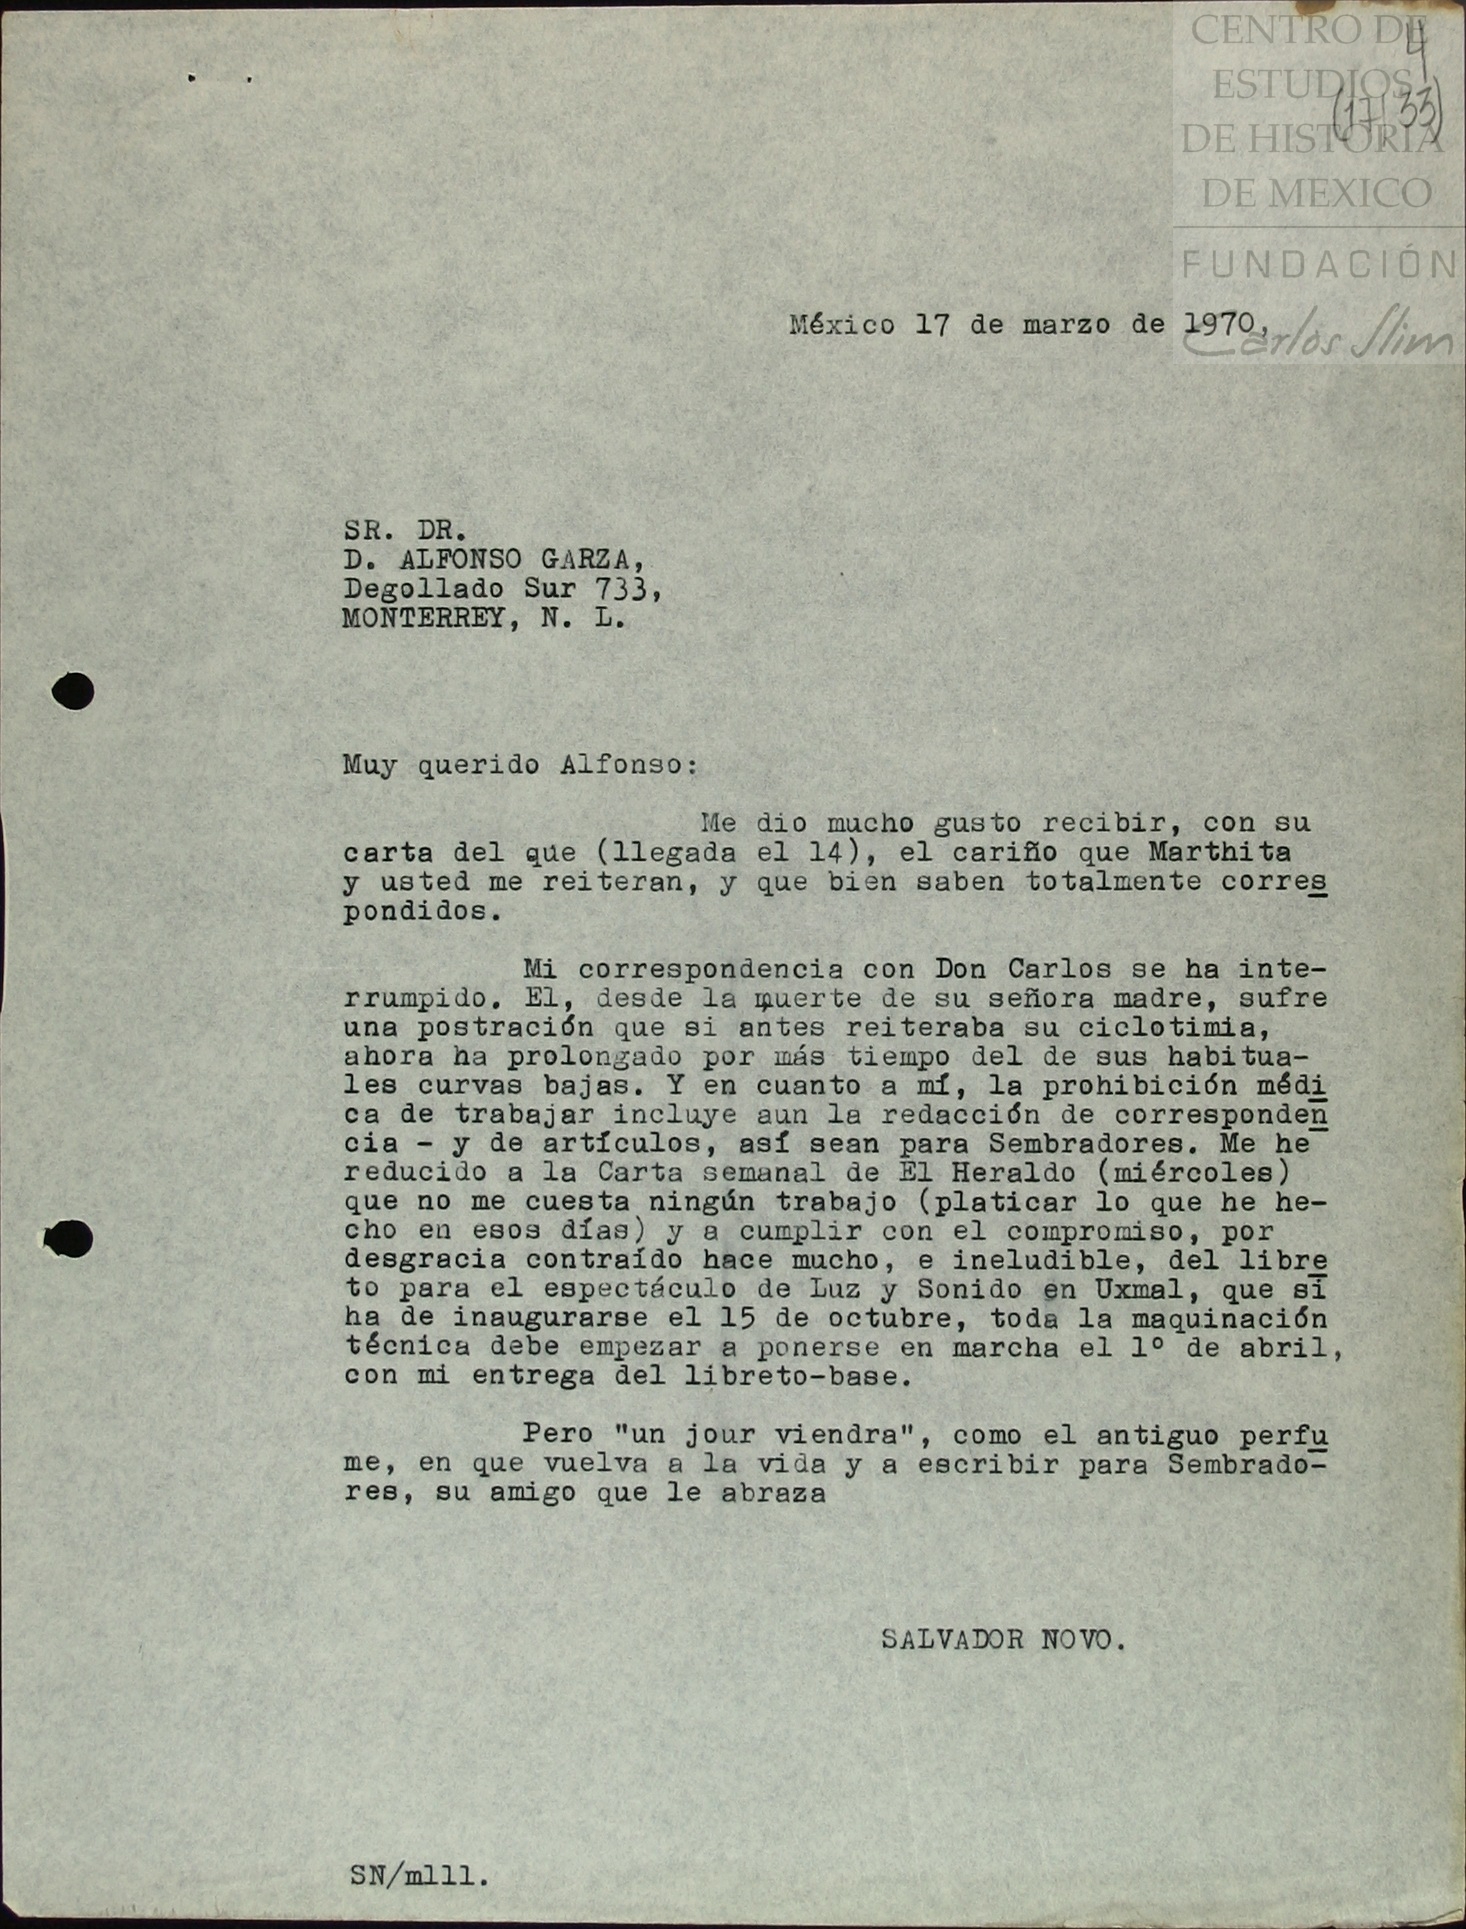 CENTRO DE
ESTUDIOS
DE HISTORIA
DE MEXICO
FUNDACIÓN
Carlos Slim
4
(17/33)
México 17 de marzo de 1970,
SR. DR.
D. ALFONSO GARZA,
Degollado Sur 733,
MONTERREY, N. L.
Muy querido Alfonso:
Me dio mucho gusto recibir, con su
carta del que (llegada el 14), el cariño que Marthita
y usted me reiteran, y que bien saben totalmente corres
pondidos.
Mi correspondencia con Don Carlos se ha inte-
rrumpido. El, desde la muerte de su señora madre, sufre
una postración que si antes reiteraba su ciclotimia,
ahora ha prolongado por más tiempo del de sus habitua-
les curvas bajas. Y en cuanto a mí, la prohibición médi
ca de trabajar incluye aun la redacción de corresponden
cia - y de artículos, así sean para Sembradores. Me he
reducido a la Carta semanal de El Heraldo (miércoles)
que no me cuesta ningún trabajo (platicar lo que he he-
cho en esos días) y a cumplir con el compromiso, por
desgracia contraído hace mucho, e ineludible, del libre
to para el espectáculo de Luz y Sonido en Uxmal, que si
ha de inaugurarse el 15 de octubre, toda la maquinación
técnica debe empezar a ponerse en marcha el 1º de abril,
con mi entrega del libreto-base.
Pero "un jour viendra", como el antiguo perfu
me, en que vuelva a la vida y a escribir para Sembrado-
res, su amigo que le abraza
SALVADOR NOVO.
SN/mlll.